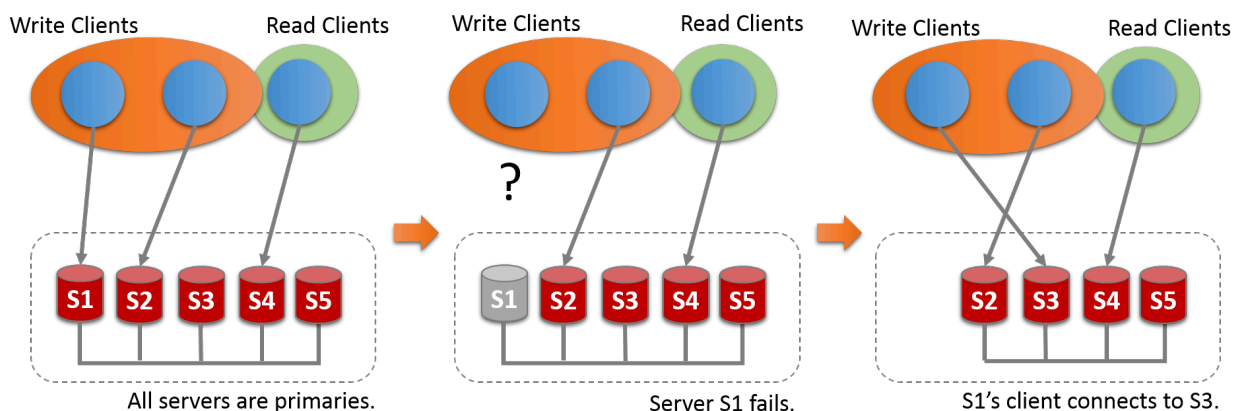 Write Clients
Read Clients
S1
S2
S3
S4
S5
All servers are primaries.
Write Clients
Read Clients
?
S1
S2
S3
S4
S5
Server S1 fails.
Write Clients
Read Clients
S2
S3
S4
S5
S1’s client connects to S3.